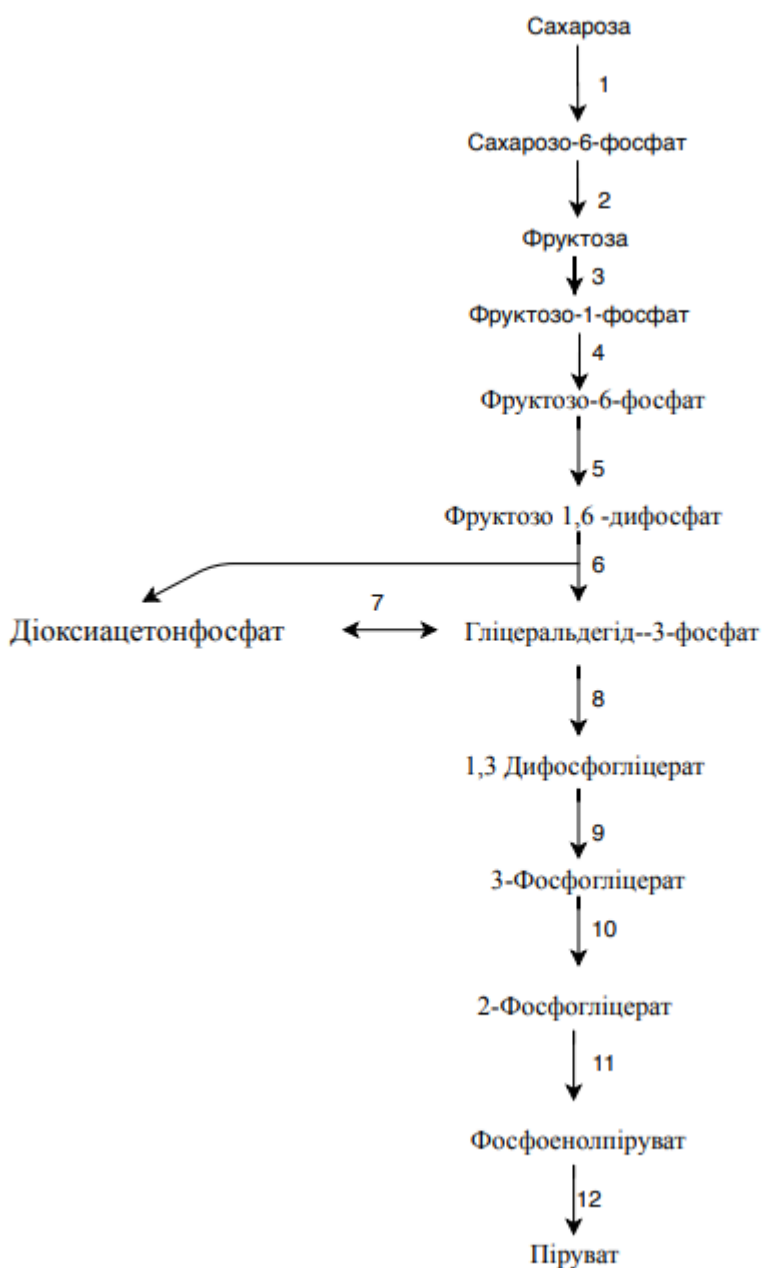 Сахароза
1
Сахарозо-6-фосфат
2
Фруктоза
3
Фруктозо-1-фосфат
4
Фруктозо-6-фосфат
5
Фруктозо 1,6 -дифосфат
6
7
Діоксиацетонфосфат
Гліцеральдегід--3-фосфат
8
1,3 Дифосфогліцерат
9
3-Фосфогліцерат
10
2-Фосфогліцерат
11
Фосфоенолпіруват
12
Піруват